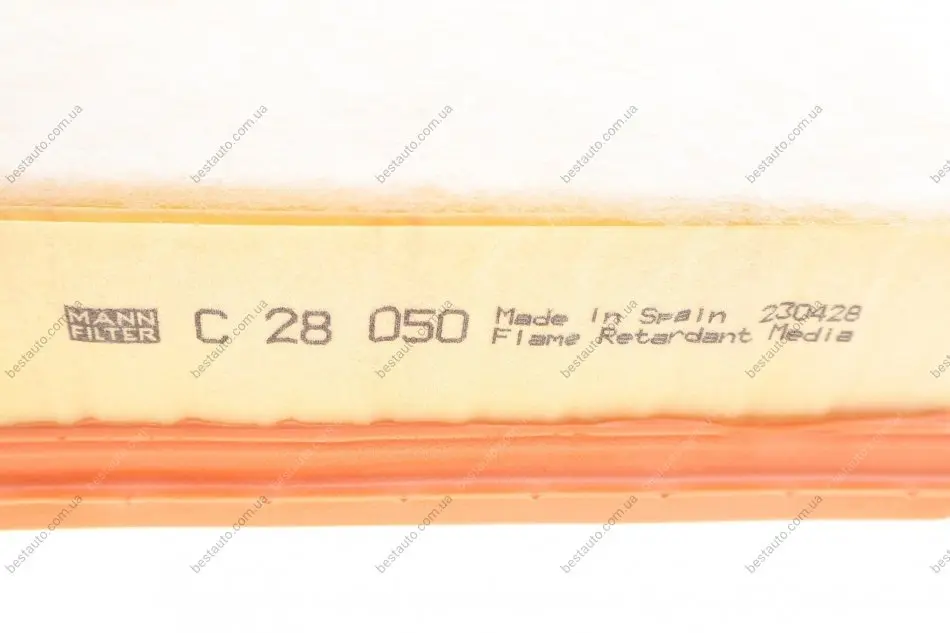 MANN
FILTER
C 28 050
Made In Spain 230428
Flame Retardant Media
bestauto.com.ua